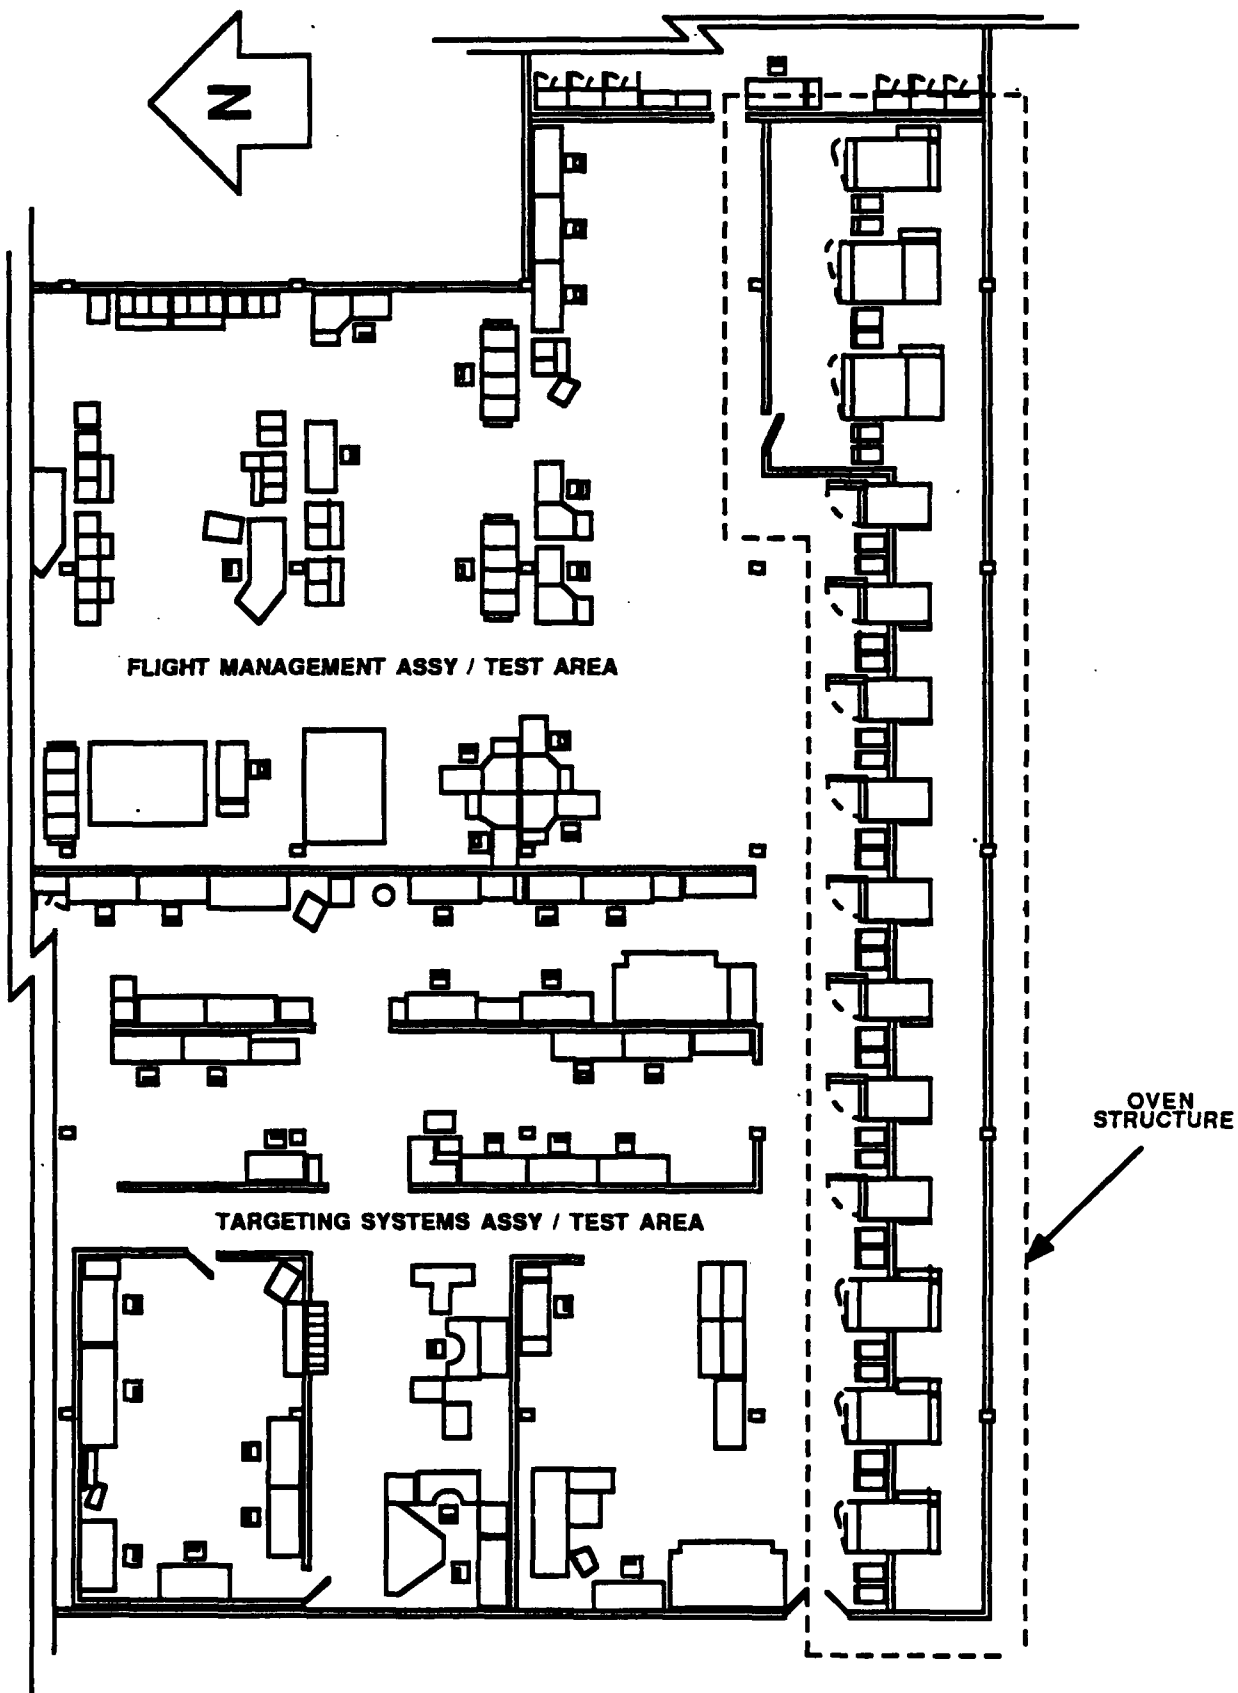 N
FLIGHT MANAGEMENT ASSY / TEST AREA
OVEN
STRUCTURE
TARGETING SYSTEMS ASSY / TEST AREA